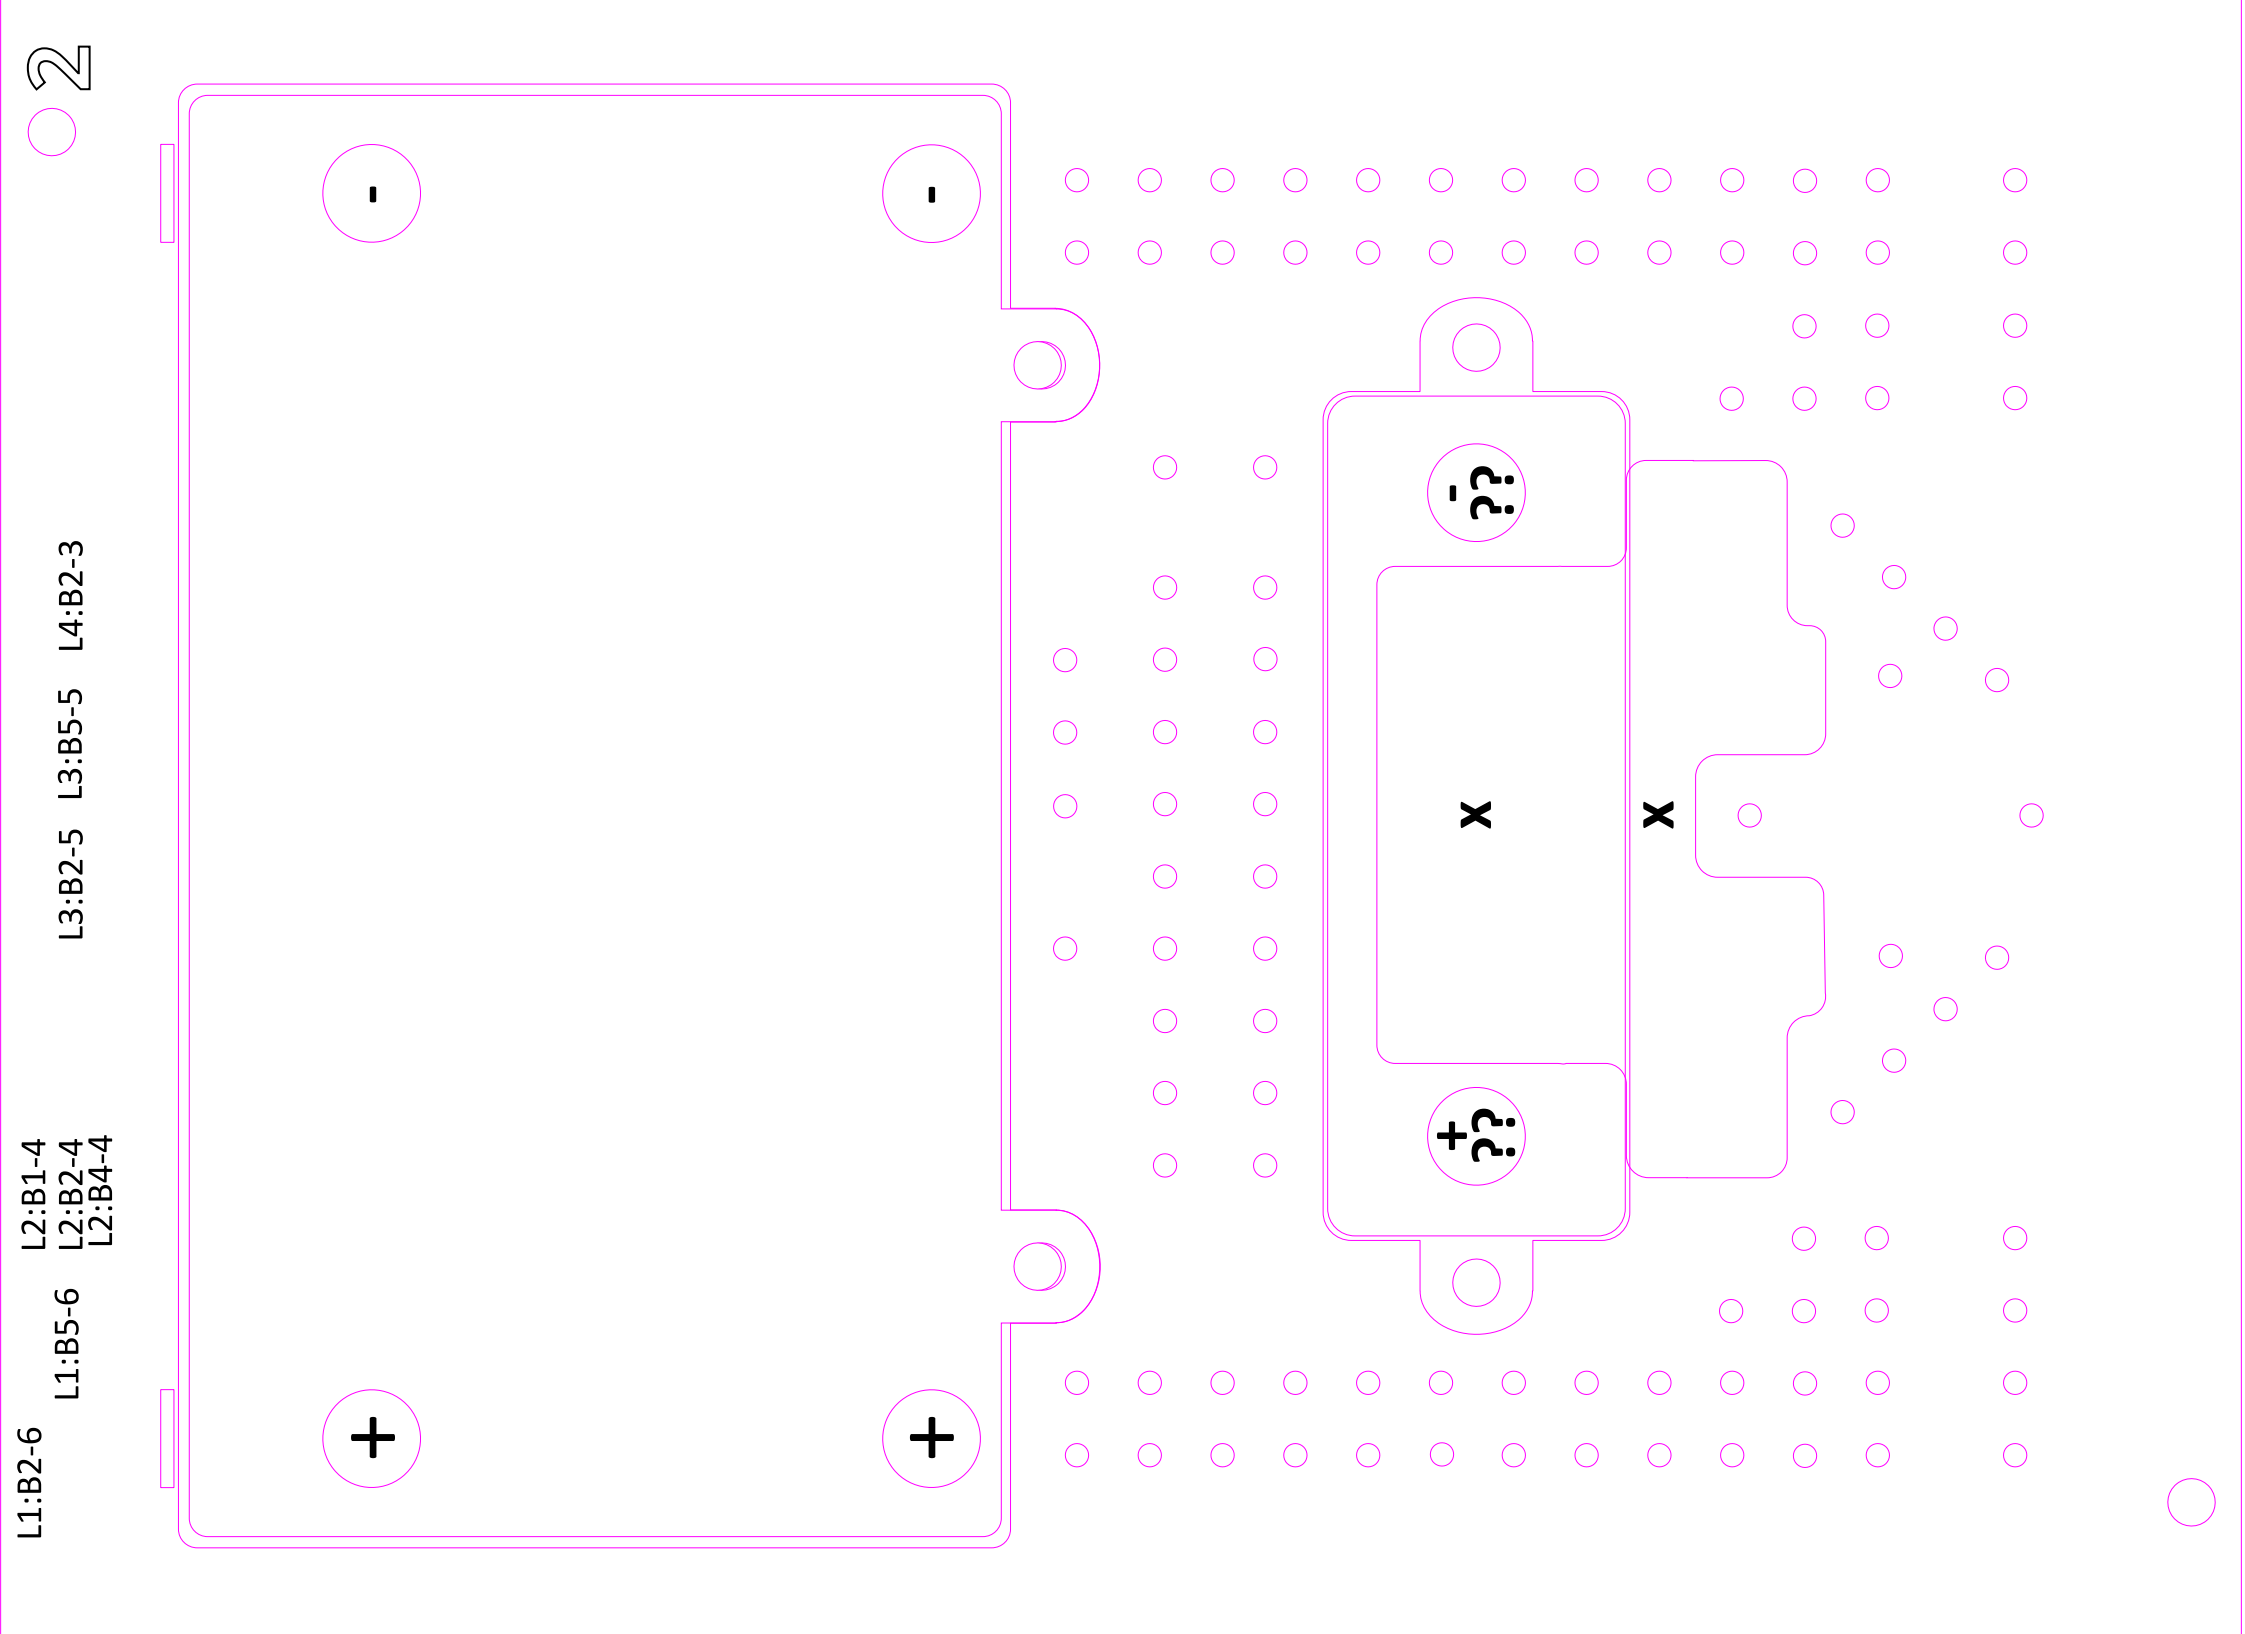 2
L4:B2-3
L3:B5-5
L3:B2-5
L2:B1-4
L2:B2-4
L2:B4-4
L1:B5-6
L1:B2-6
-
-
-
??
x
x
+
??
+
+